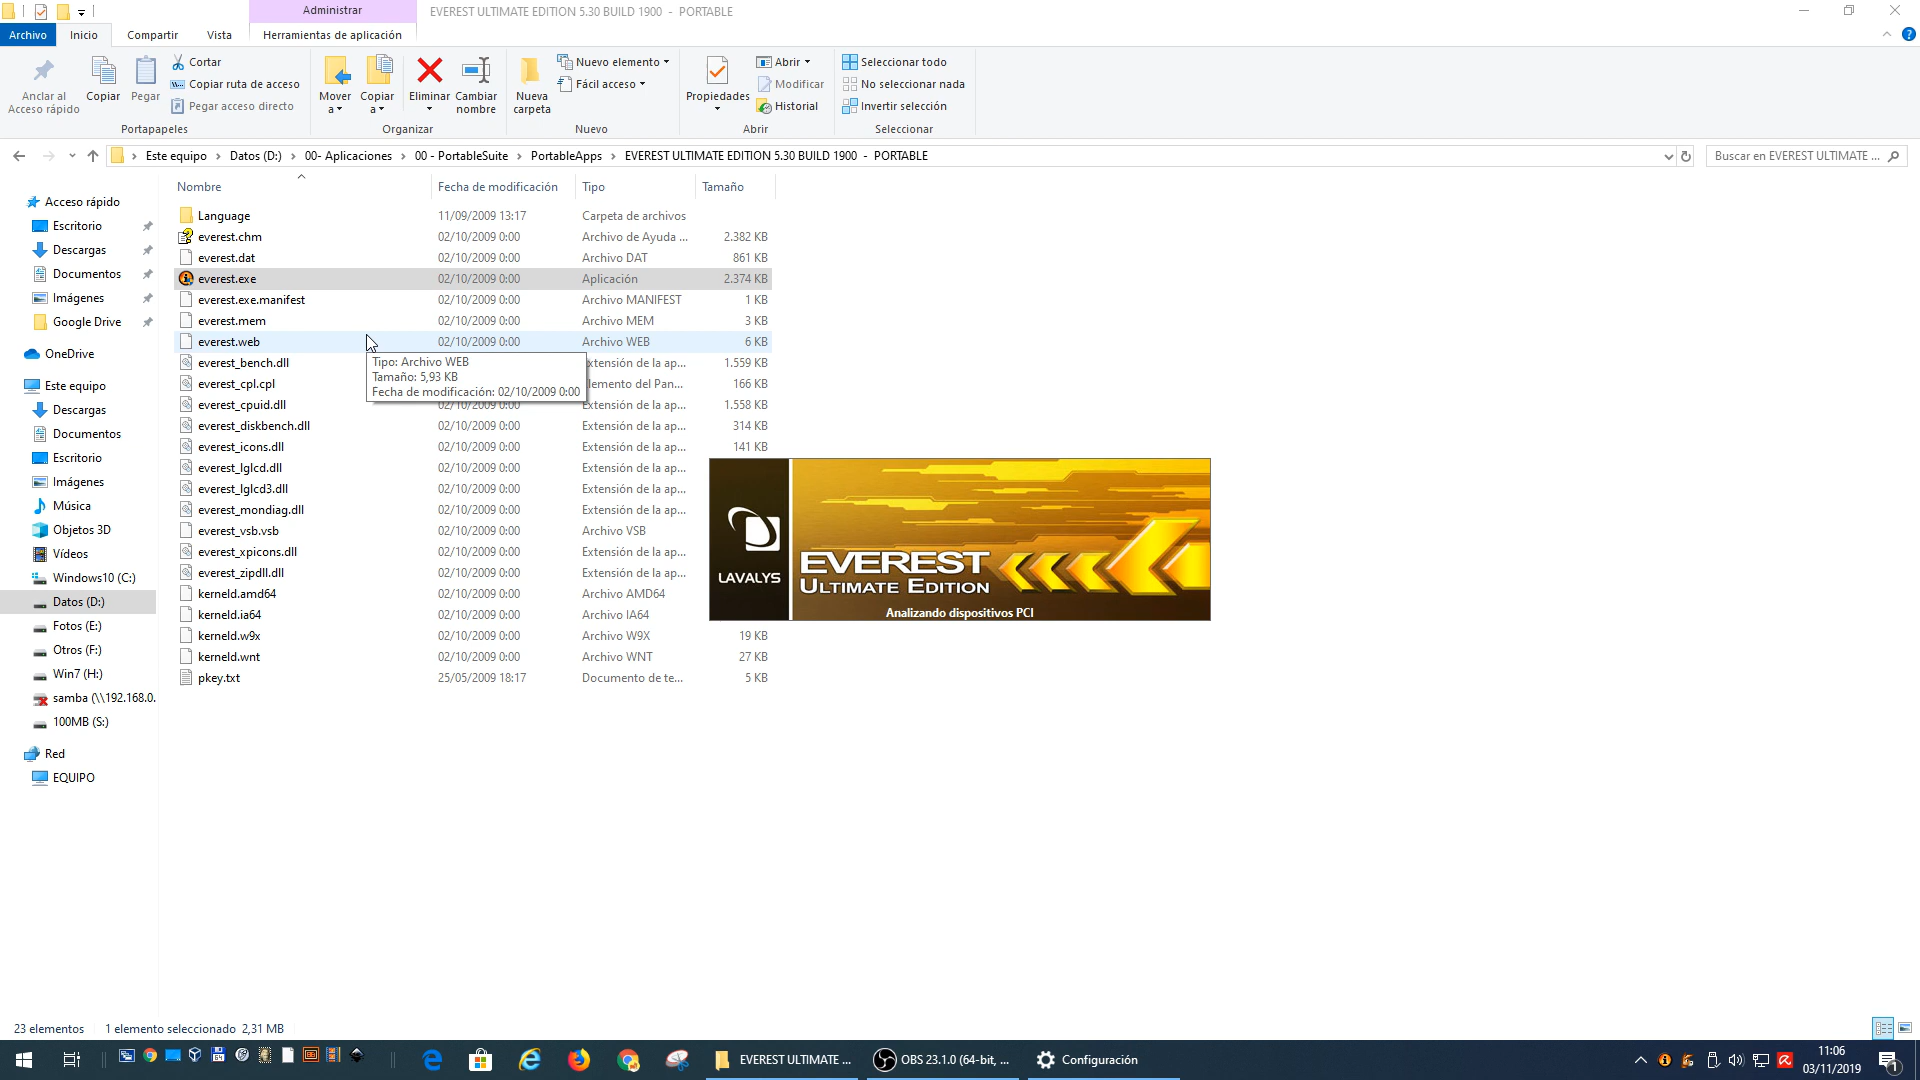 Administrar
EVEREST ULTIMATE EDITION 5.30 BUILD 1900 - PORTABLE
Archivo Inicio Compartir Vista Herramientas de aplicación
Anclar al Acceso rápido
Copiar
Pegar
Cortar
Copiar ruta de acceso
Pegar acceso directo
Portapapeles
Mover a
Copiar a
Eliminar
Cambiar nombre
Organizar
Nueva carpeta
Nuevo elemento
Fácil acceso
Nuevo
Propiedades
Abrir
Modificar
Historial
Abrir
Seleccionar todo
No seleccionar nada
Invertir selección
Seleccionar
Este equipo > Datos (D:) > 00- Aplicaciones > 00 - PortableSuite > PortableApps > EVEREST ULTIMATE EDITION 5.30 BUILD 1900 - PORTABLE
Buscar en EVEREST ULTIMATE ...
Acceso rápido
Escritorio
Descargas
Documentos
Imágenes
Google Drive
OneDrive
Este equipo
Descargas
Documentos
Escritorio
Imágenes
Música
Objetos 3D
Vídeos
Windows10 (C:)
Datos (D:)
Fotos (E:)
Otros (F:)
Win7 (H:)
samba (\\192.168.0.
100MB (S:)
Red
EQUIPO
Nombre Fecha de modificación Tipo Tamaño
Language 11/09/2009 13:17 Carpeta de archivos
everest.chm 02/10/2009 0:00 Archivo de Ayuda ... 2.382 KB
everest.dat 02/10/2009 0:00 Archivo DAT 861 KB
everest.exe 02/10/2009 0:00 Aplicación 2.374 KB
everest.exe.manifest 02/10/2009 0:00 Archivo MANIFEST 1 KB
everest.mem 02/10/2009 0:00 Archivo MEM 3 KB
everest.web 02/10/2009 0:00 Archivo WEB 6 KB
everest_bench.dll xtensión de la ap... 1.559 KB
everest_cpl.cpl lemento del Pan... 166 KB
everest_cpuid.dll 02/10/2009 0:00 Extensión de la ap... 1.558 KB
everest_diskbench.dll 02/10/2009 0:00 Extensión de la ap... 314 KB
everest_icons.dll 02/10/2009 0:00 Extensión de la ap... 141 KB
everest_lglcd.dll 02/10/2009 0:00 Extensión de la ap...
everest_lglcd3.dll 02/10/2009 0:00 Extensión de la ap...
everest_mondiag.dll 02/10/2009 0:00 Extensión de la ap...
everest_vsb.vsb 02/10/2009 0:00 Archivo VSB
everest_xpicons.dll 02/10/2009 0:00 Extensión de la ap...
everest_zipdll.dll 02/10/2009 0:00 Extensión de la ap...
kerneld.amd64 02/10/2009 0:00 Archivo AMD64
kerneld.ia64 02/10/2009 0:00 Archivo IA64
kerneld.w9x 02/10/2009 0:00 Archivo W9X 19 KB
kerneld.wnt 02/10/2009 0:00 Archivo WNT 27 KB
pkey.txt 25/05/2009 18:17 Documento de te... 5 KB
Tipo: Archivo WEB
Tamaño: 5,93 KB
Fecha de modificación: 02/10/2009 0:00
LAVALYS
EVEREST
ULTIMATE EDITION
Analizando dispositivos PCI
23 elementos 1 elemento seleccionado 2,31 MB
EVEREST ULTIMATE ...
OBS 23.1.0 (64-bit, ...
Configuración
11:06
03/11/2019
1